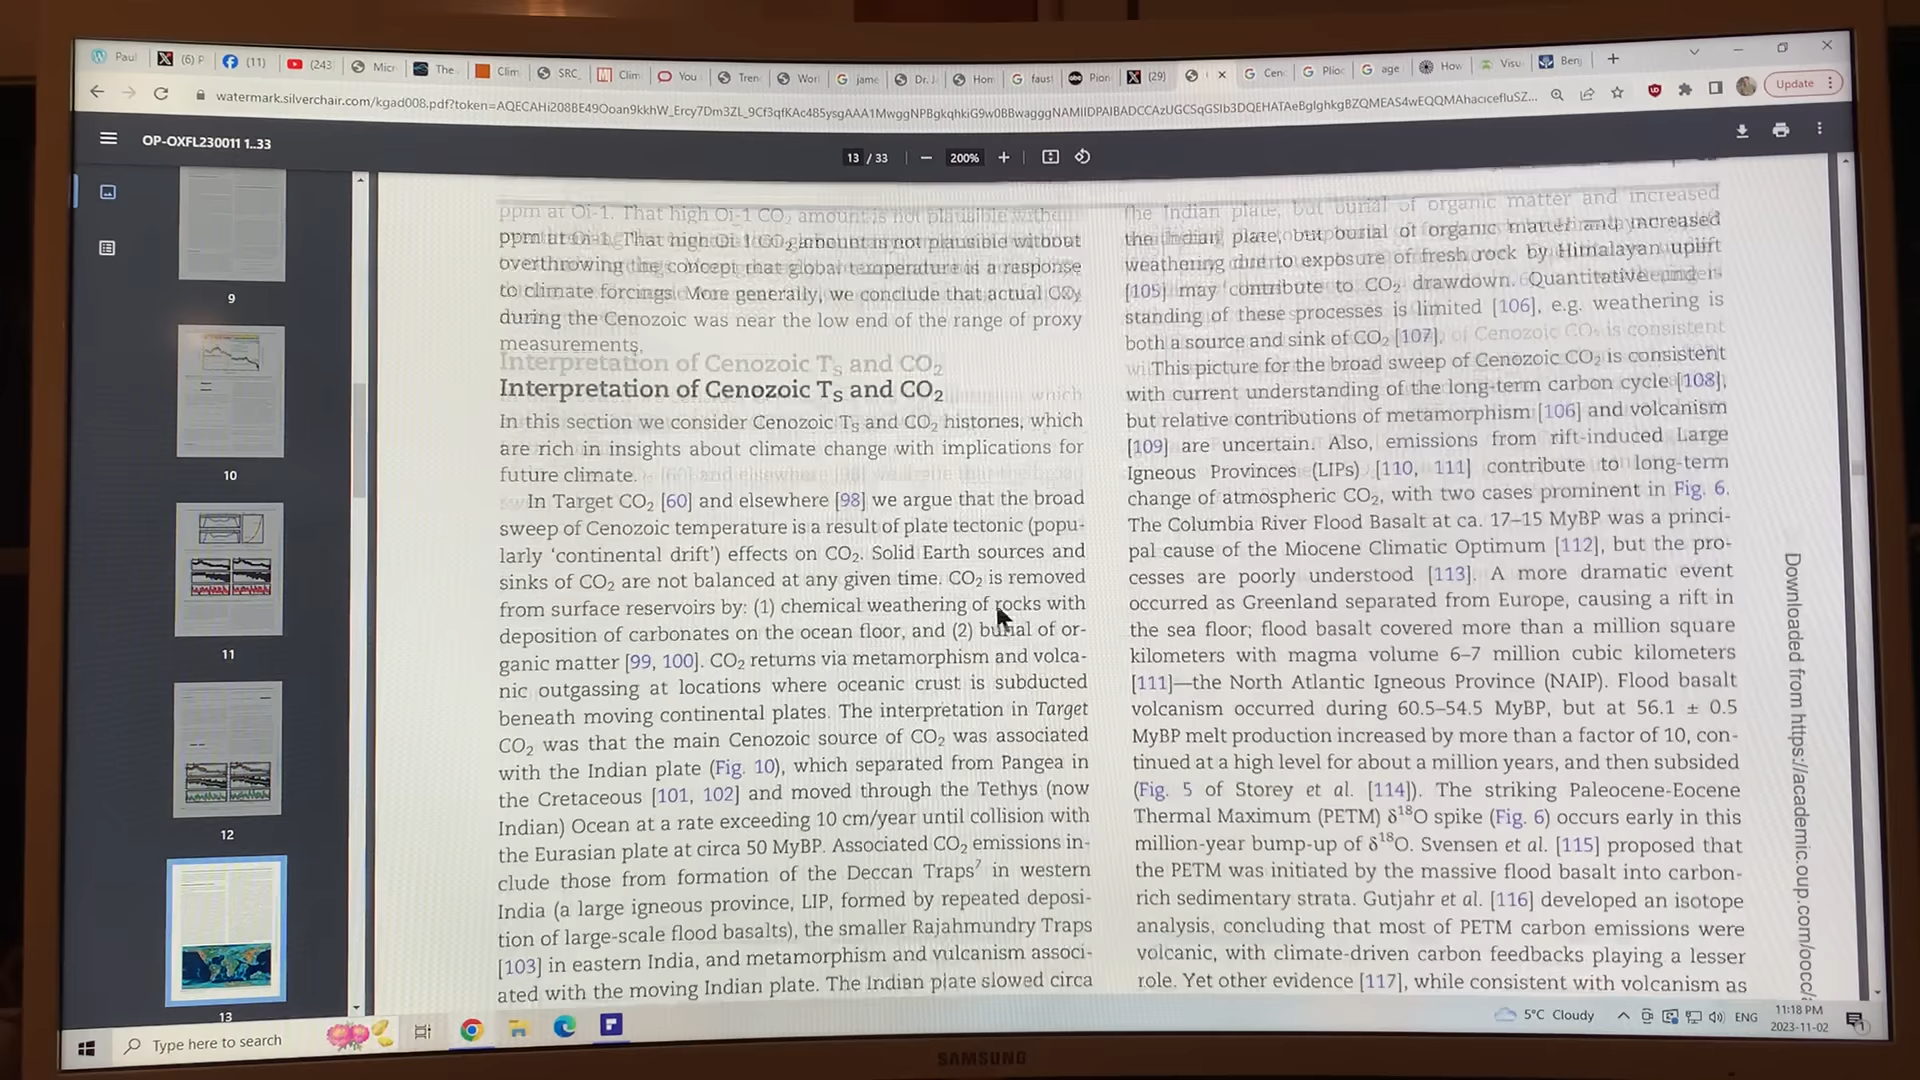 Paul
(6) P
(11)
(243
Micr
The
Clim
SRC_
Clim
You
Tren
Worl
jame
Dr. J
Hom
faust
Pion
(29)
Cen
Plioc
age
How
Visu
Benj
watermark.silverchair.com/kgad008.pdf?token=
Update
OP-OXFL230011 1..33
13 / 33
200%
9
10
11
12
13
ppm at Oi-1. That high Oi-1 CO2 amount is not plausible without
overthrowing the concept that global temperature is a response
to climate forcings. More generally, we conclude that actual CO2
during the Cenozoic was near the low end of the range of proxy
measurements.
Interpretation of Cenozoic TS and CO2
In this section we consider Cenozoic TS and CO2 histories, which
are rich in insights about climate change with implications for
future climate.
In Target CO2 [60] and elsewhere [98] we argue that the broad
sweep of Cenozoic temperature is a result of plate tectonic (popu-
larly ‘continental drift’) effects on CO2. Solid Earth sources and
sinks of CO2 are not balanced at any given time. CO2 is removed
from surface reservoirs by: (1) chemical weathering of rocks with
deposition of carbonates on the ocean floor, and (2) burial of or-
ganic matter [99, 100]. CO2 returns via metamorphism and volca-
nic outgassing at locations where oceanic crust is subducted
beneath moving continental plates. The interpretation in Target
CO2 was that the main Cenozoic source of CO2 was associated
with the Indian plate (Fig. 10), which separated from Pangea in
the Cretaceous [101, 102] and moved through the Tethys (now
Indian) Ocean at a rate exceeding 10 cm/year until collision with
the Eurasian plate at circa 50 MyBP. Associated CO2 emissions in-
clude those from formation of the Deccan Traps7 in western
India (a large igneous province, LIP, formed by repeated deposi-
tion of large-scale flood basalts), the smaller Rajahmundry Traps
[103] in eastern India, and metamorphism and vulcanism associ-
ated with the moving Indian plate. The Indian plate slowed circa
the Indian plate, but burial of organic matter and increased
weathering due to exposure of fresh rock by Himalayan uplift
[105] may contribute to CO2 drawdown. Quantitative under-
standing of these processes is limited [106], e.g. weathering is
both a source and sink of CO2 [107].
This picture for the broad sweep of Cenozoic CO2 is consistent
with current understanding of the long-term carbon cycle [108],
but relative contributions of metamorphism [106] and volcanism
[109] are uncertain. Also, emissions from rift-induced Large
Igneous Provinces (LIPs) [110, 111] contribute to long-term
change of atmospheric CO2, with two cases prominent in Fig. 6.
The Columbia River Flood Basalt at ca. 17–15 MyBP was a princi-
pal cause of the Miocene Climatic Optimum [112], but the pro-
cesses are poorly understood [113]. A more dramatic event
occurred as Greenland separated from Europe, causing a rift in
the sea floor; flood basalt covered more than a million square
kilometers with magma volume 6–7 million cubic kilometers
[111]—the North Atlantic Igneous Province (NAIP). Flood basalt
volcanism occurred during 60.5–54.5 MyBP, but at 56.1 ± 0.5
MyBP melt production increased by more than a factor of 10, con-
tinued at a high level for about a million years, and then subsided
(Fig. 5 of Storey et al. [114]). The striking Paleocene-Eocene
Thermal Maximum (PETM) δ18O spike (Fig. 6) occurs early in this
million-year bump-up of δ18O. Svensen et al. [115] proposed that
the PETM was initiated by the massive flood basalt into carbon-
rich sedimentary strata. Gutjahr et al. [116] developed an isotope
analysis, concluding that most of PETM carbon emissions were
volcanic, with climate-driven carbon feedbacks playing a lesser
role. Yet other evidence [117], while consistent with volcanism as
Downloaded from https://academic.oup.com/oocc/
Type here to search
5°C Cloudy
ENG
11:18 PM
2023-11-02
SAMSUNG